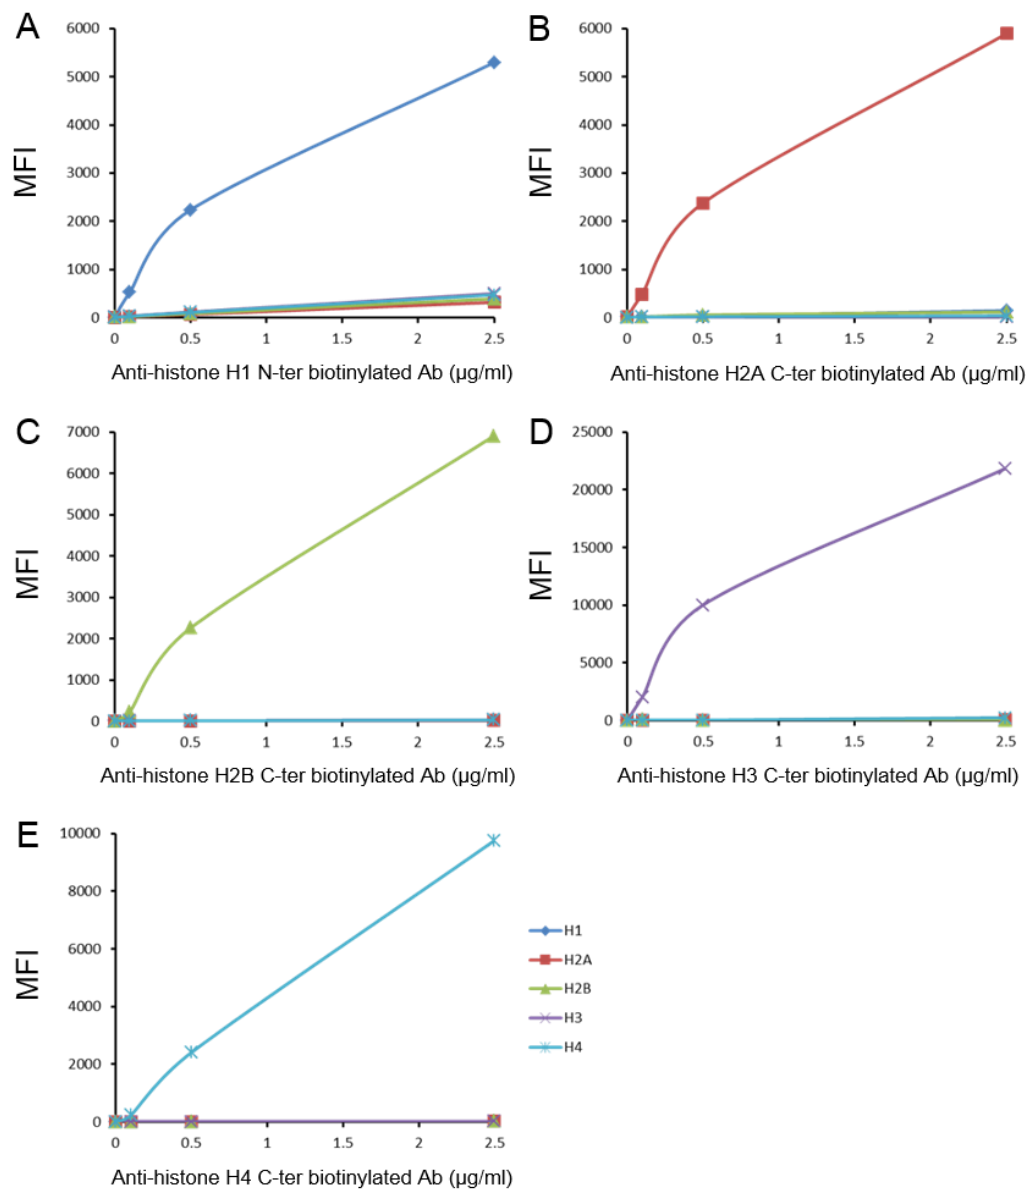 A
6000
5000
4000
3000
2000
1000
0
MFI
0 0.5 1 1.5 2 2.5
Anti-histone H1 N-ter biotinylated Ab (µg/ml)
B
6000
5000
4000
3000
2000
1000
0
MFI
0 0.5 1 1.5 2 2.5
Anti-histone H2A C-ter biotinylated Ab (µg/ml)
C
7000
6000
5000
4000
3000
2000
1000
0
MFI
0 0.5 1 1.5 2 2.5
Anti-histone H2B C-ter biotinylated Ab (µg/ml)
D
25000
20000
15000
10000
5000
0
MFI
0 0.5 1 1.5 2 2.5
Anti-histone H3 C-ter biotinylated Ab (µg/ml)
E
10000
8000
6000
4000
2000
0
MFI
0 0.5 1 1.5 2 2.5
Anti-histone H4 C-ter biotinylated Ab (µg/ml)
H1
H2A
H2B
H3
H4